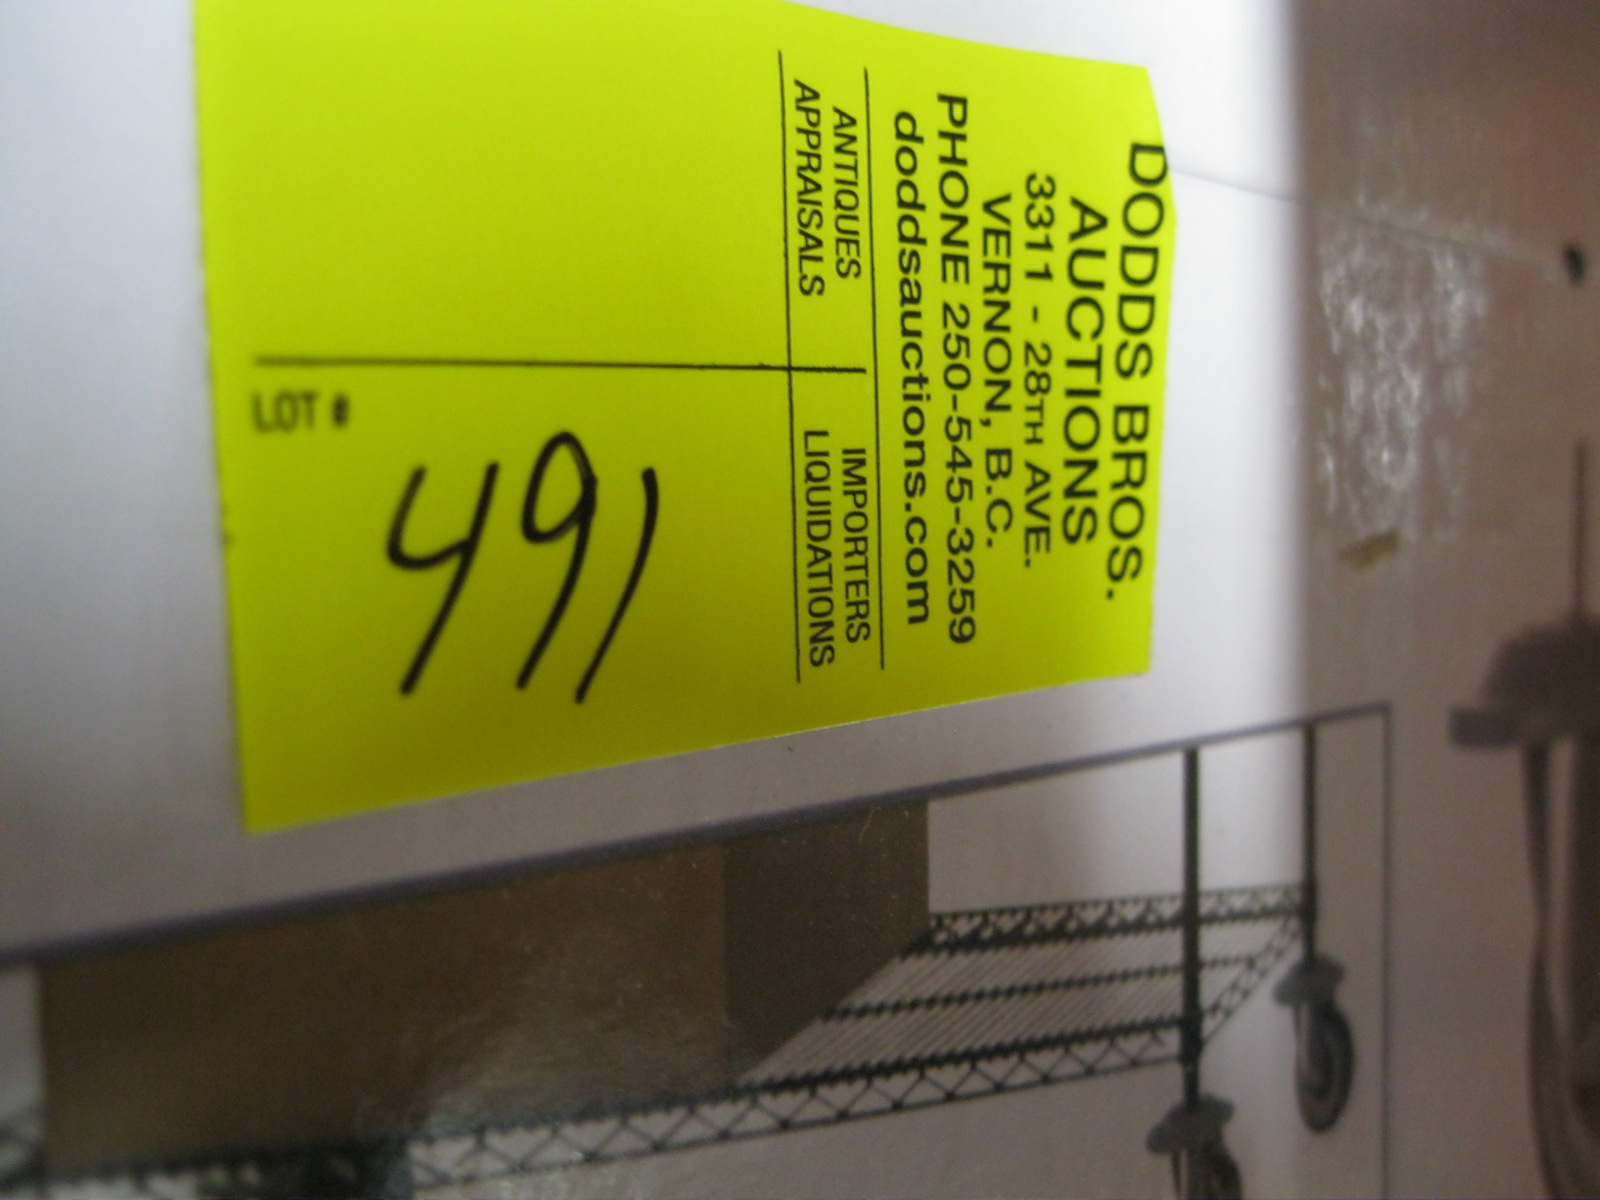 DODDS BROS.
AUCTIONS
3311 - 28TH AVE.
VERNON, B.C.
PHONE 250-545-3259
doddsauctions.com
ANTIQUES IMPORTERS
APPRAISALS LIQUIDATIONS
491
LOT #